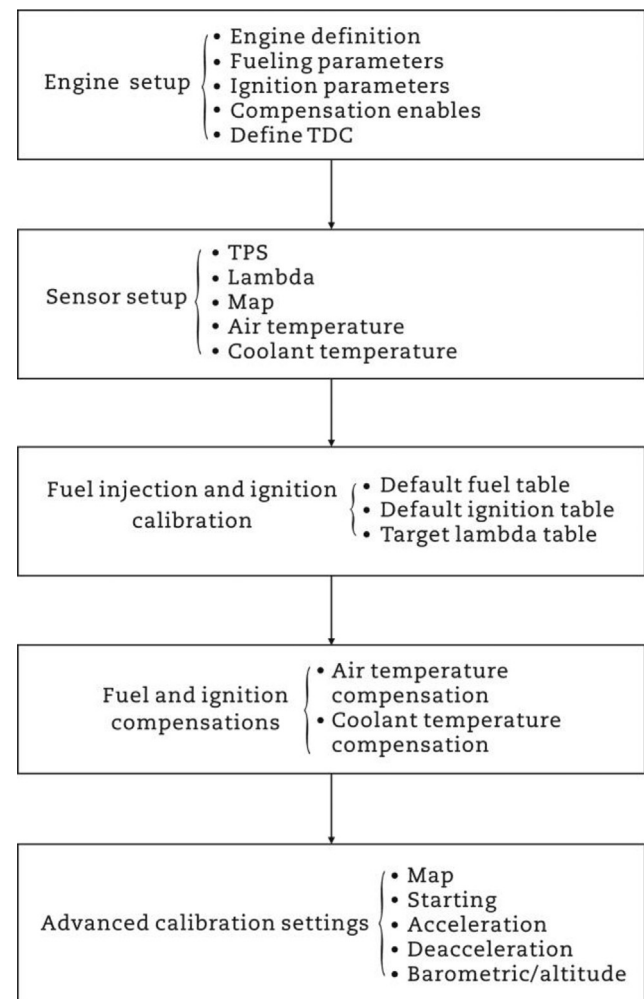 Engine setup
• Engine definition
• Fueling parameters
• Ignition parameters
• Compensation enables
• Define TDC
Sensor setup
• TPS
• Lambda
• Map
• Air temperature
• Coolant temperature
Fuel injection and ignition
calibration
• Default fuel table
• Default ignition table
• Target lambda table
Fuel and ignition
compensations
• Air temperature
compensation
• Coolant temperature
compensation
Advanced calibration settings
• Map
• Starting
• Acceleration
• Deacceleration
• Barometric/altitude